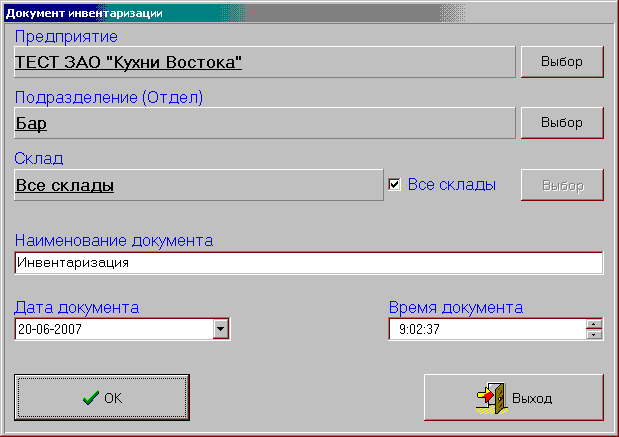 Документ инвентаризации
Предприятие
ТЕСТ ЗАО "Кухни Востока"
Выбор
Подразделение (Отдел)
Бар
Выбор
Склад
Все склады
Все склады
Выбор
Наименование документа
Инвентаризация
Дата документа
Время документа
20-06-2007
9:02:37
OK
Выход